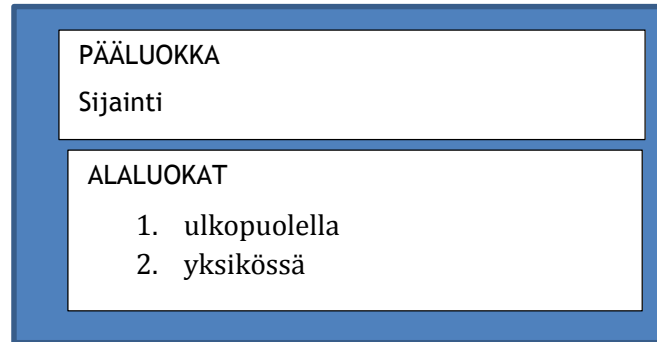 PÄÄLUOKKA
Sijainti
ALALUOKAT
1. ulkopuolella
2. yksikössä